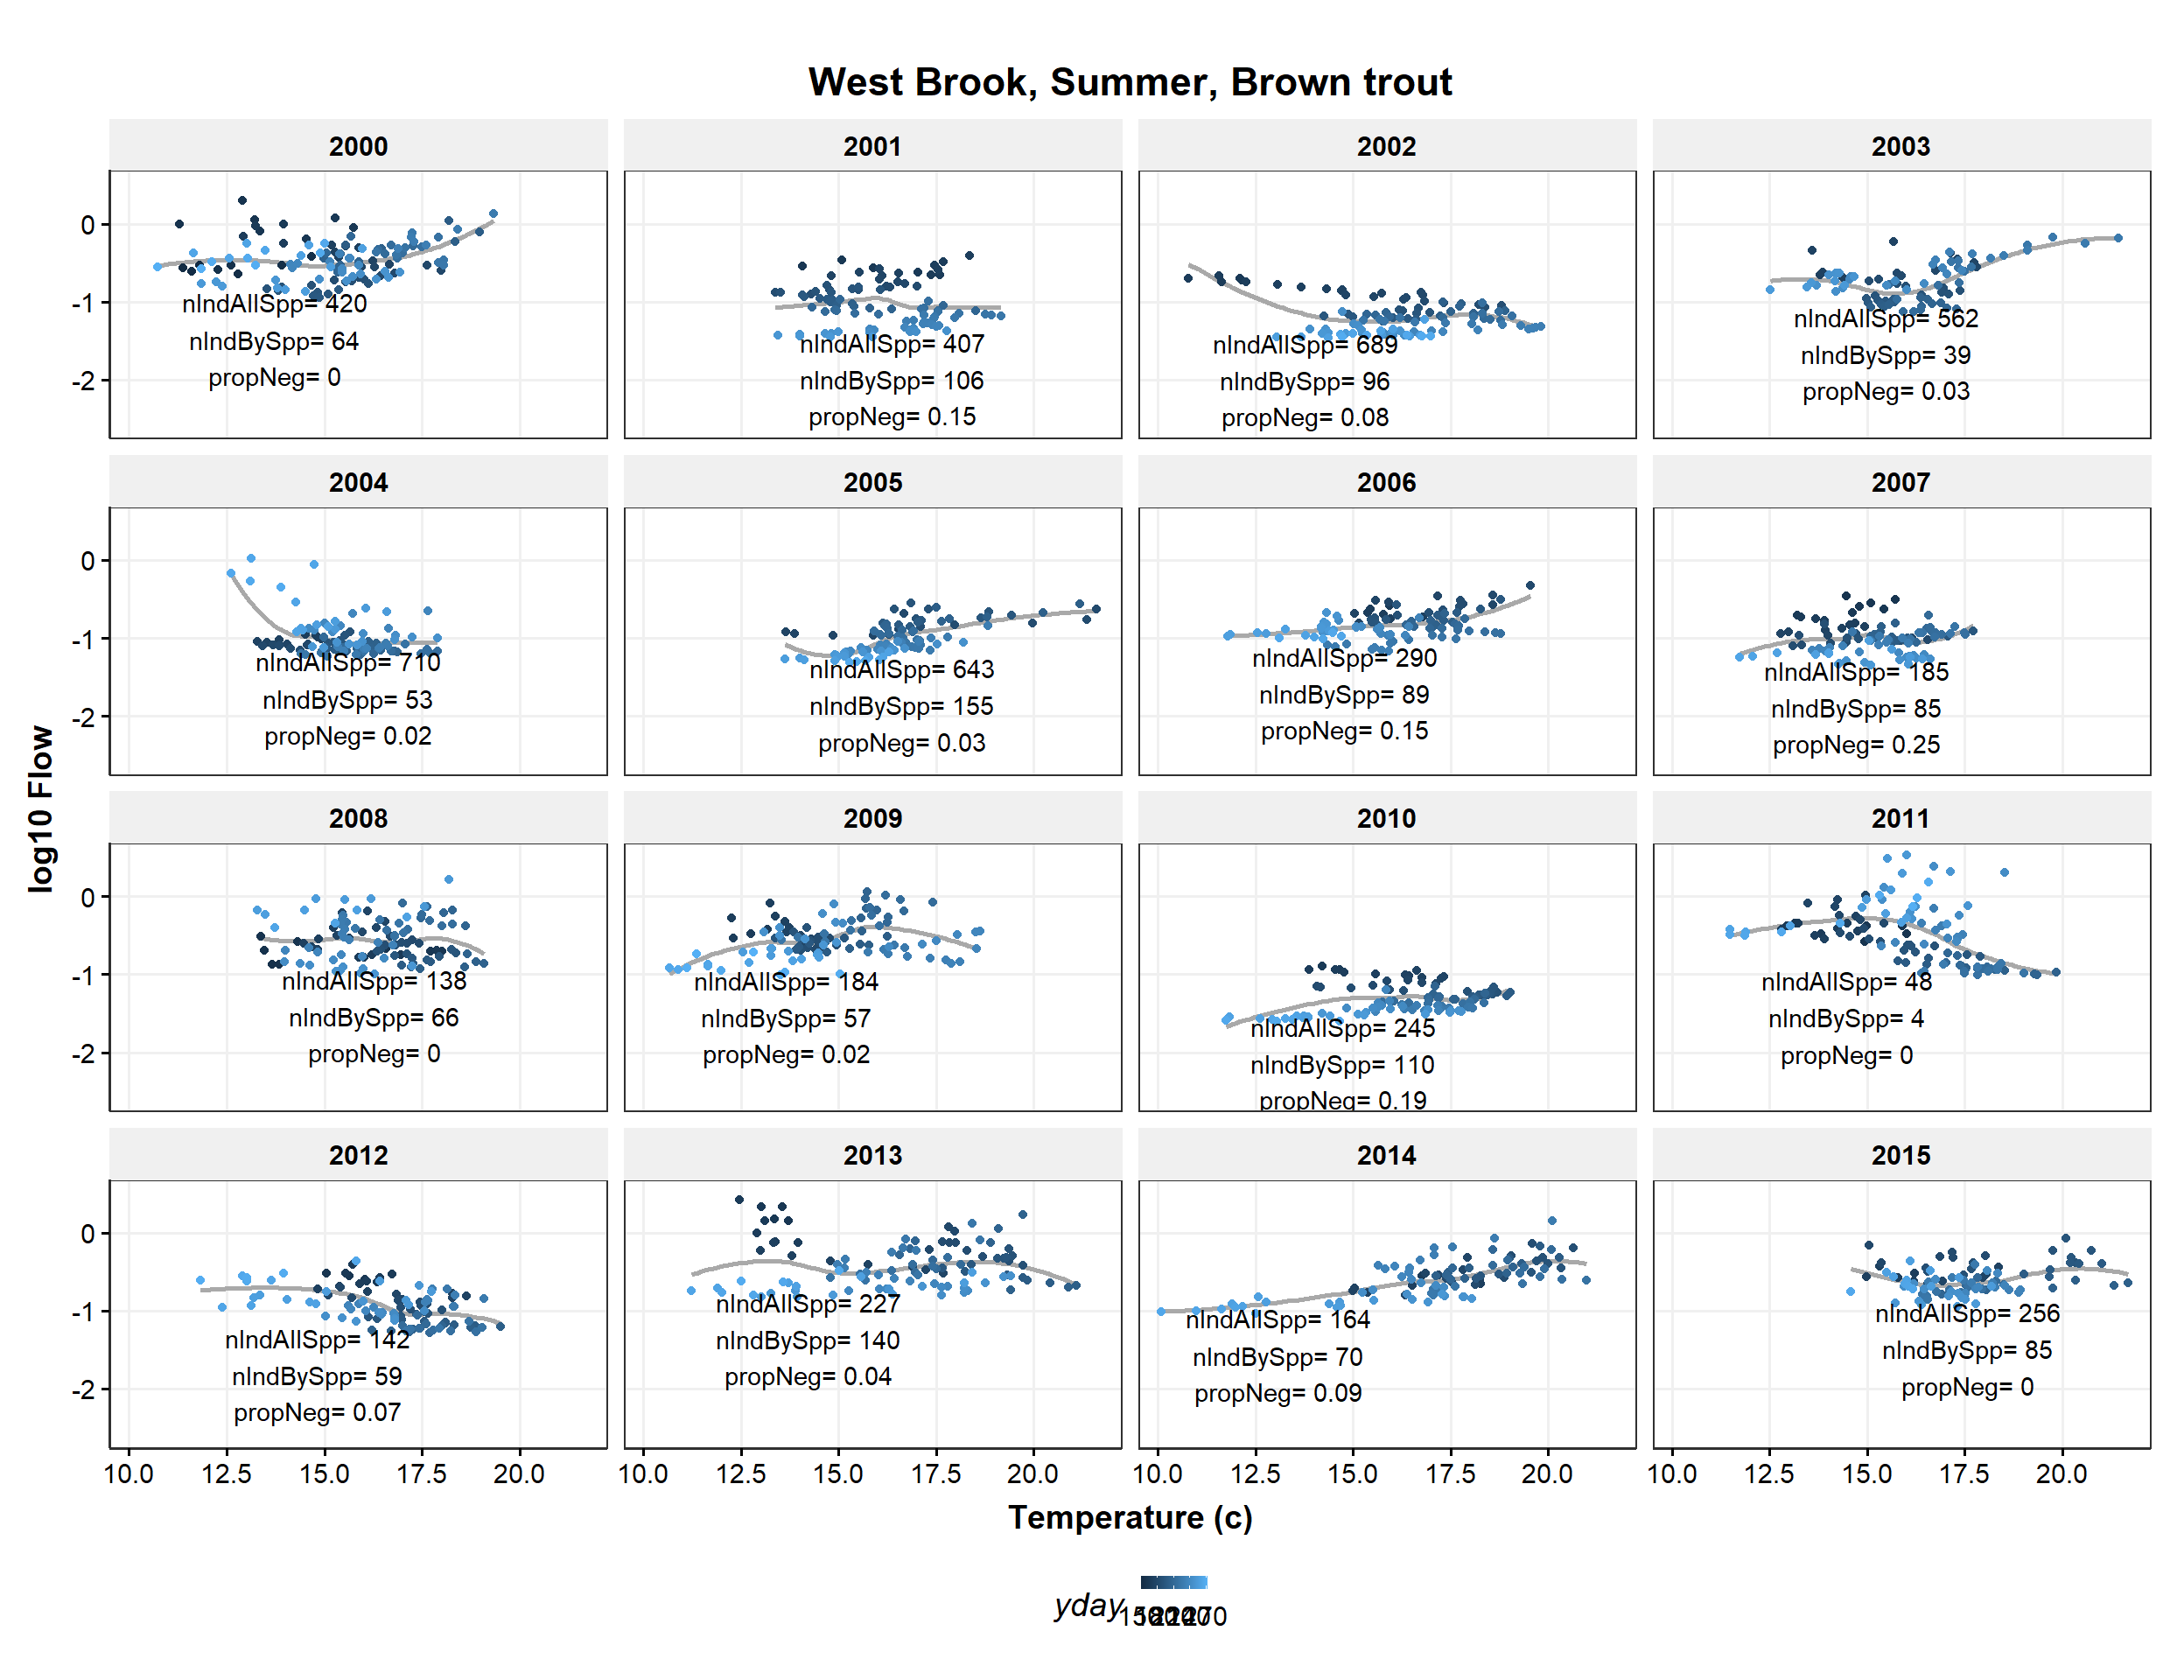 West Brook, Summer, Brown trout
2000
2001
2002
2003
0
-1
-2
nIndAllSpp= 420
nIndBySpp= 64
propNeg= 0
nIndAllSpp= 407
nIndBySpp= 106
propNeg= 0.15
nIndAllSpp= 689
nIndBySpp= 96
propNeg= 0.08
nIndAllSpp= 562
nIndBySpp= 39
propNeg= 0.03
2004
2005
2006
2007
0
-1
-2
nIndAllSpp= 710
nIndBySpp= 53
propNeg= 0.02
nIndAllSpp= 643
nIndBySpp= 155
propNeg= 0.03
nIndAllSpp= 290
nIndBySpp= 89
propNeg= 0.15
nIndAllSpp= 185
nIndBySpp= 85
propNeg= 0.25
log10 Flow
2008
2009
2010
2011
0
-1
-2
nIndAllSpp= 138
nIndBySpp= 66
propNeg= 0
nIndAllSpp= 184
nIndBySpp= 57
propNeg= 0.02
nIndAllSpp= 245
nIndBySpp= 110
propNeg= 0.19
nIndAllSpp= 48
nIndBySpp= 4
propNeg= 0
2012
2013
2014
2015
0
-1
-2
nIndAllSpp= 142
nIndBySpp= 59
propNeg= 0.07
nIndAllSpp= 227
nIndBySpp= 140
propNeg= 0.04
nIndAllSpp= 164
nIndBySpp= 70
propNeg= 0.09
nIndAllSpp= 256
nIndBySpp= 85
propNeg= 0
10.0 12.5 15.0 17.5 20.0
10.0 12.5 15.0 17.5 20.0
10.0 12.5 15.0 17.5 20.0
10.0 12.5 15.0 17.5 20.0
Temperature (c)
yday